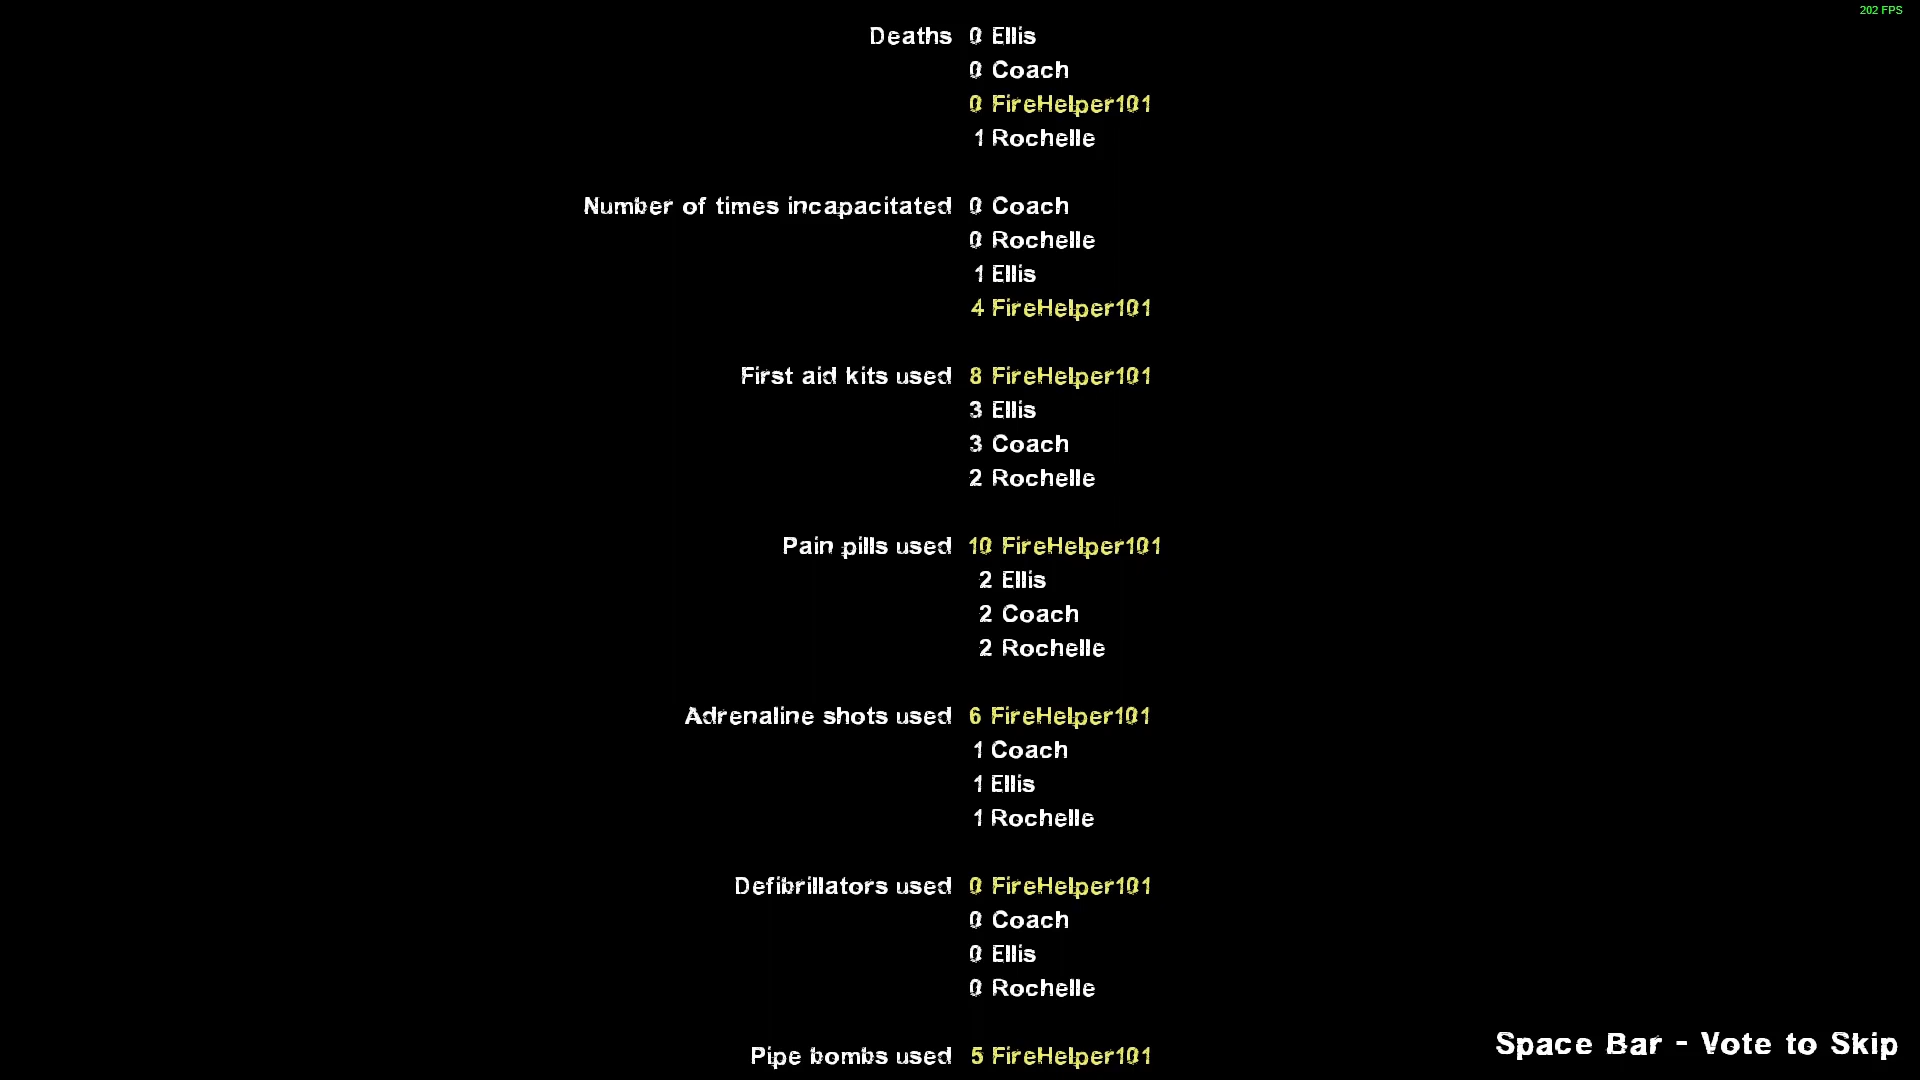 202 FPS
Deaths 0 Ellis
0 Coach
0 FireHelper101
1 Rochelle
Number of times incapacitated 0 Coach
0 Rochelle
1 Ellis
4 FireHelper101
First aid kits used 8 FireHelper101
3 Ellis
3 Coach
2 Rochelle
Pain pills used 10 FireHelper101
2 Ellis
2 Coach
2 Rochelle
Adrenaline shots used 6 FireHelper101
1 Coach
1 Ellis
1 Rochelle
Defibrillators used 0 FireHelper101
0 Coach
0 Ellis
0 Rochelle
Pipe bombs used 5 FireHelper101
Space Bar - Vote to Skip